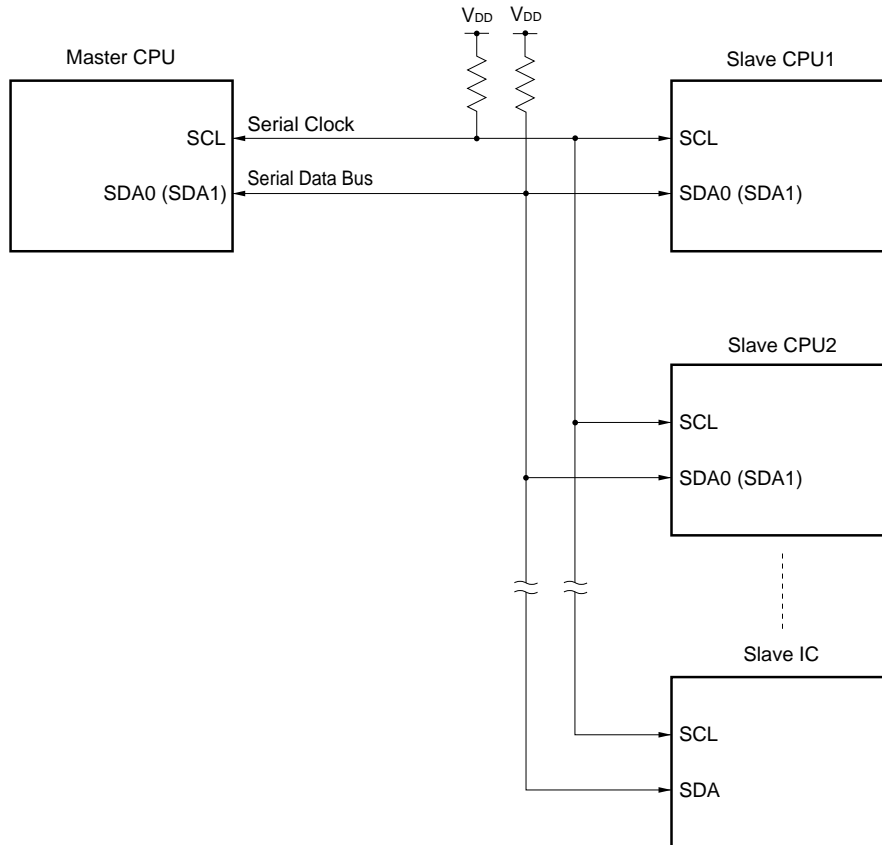 VDD
VDD
Master CPU
Slave CPU1
SCL
Serial Clock
SCL
SDA0 (SDA1)
Serial Data Bus
SDA0 (SDA1)
Slave CPU2
SCL
SDA0 (SDA1)
Slave IC
SCL
SDA